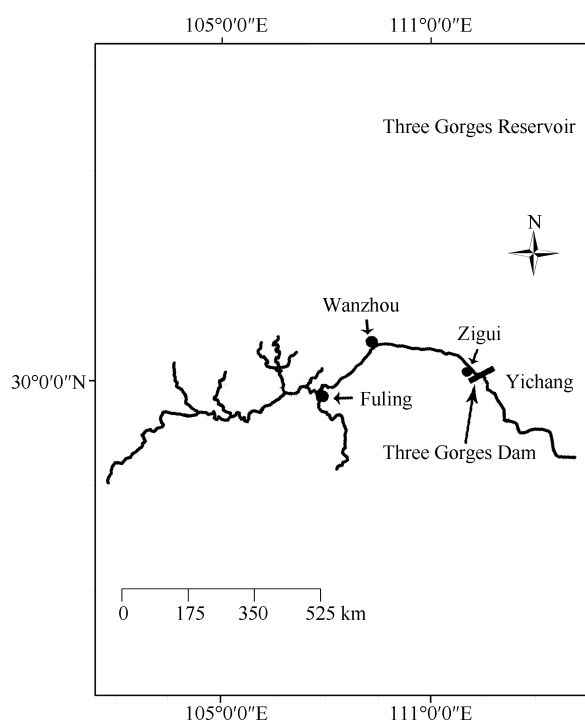 105°0′0″E 111°0′0″E
Three Gorges Reservoir
N
Wanzhou
Zigui
30°0′0″N
Yichang
Fuling
Three Gorges Dam
0 175 350 525 km
105°0′0″E 111°0′0″E